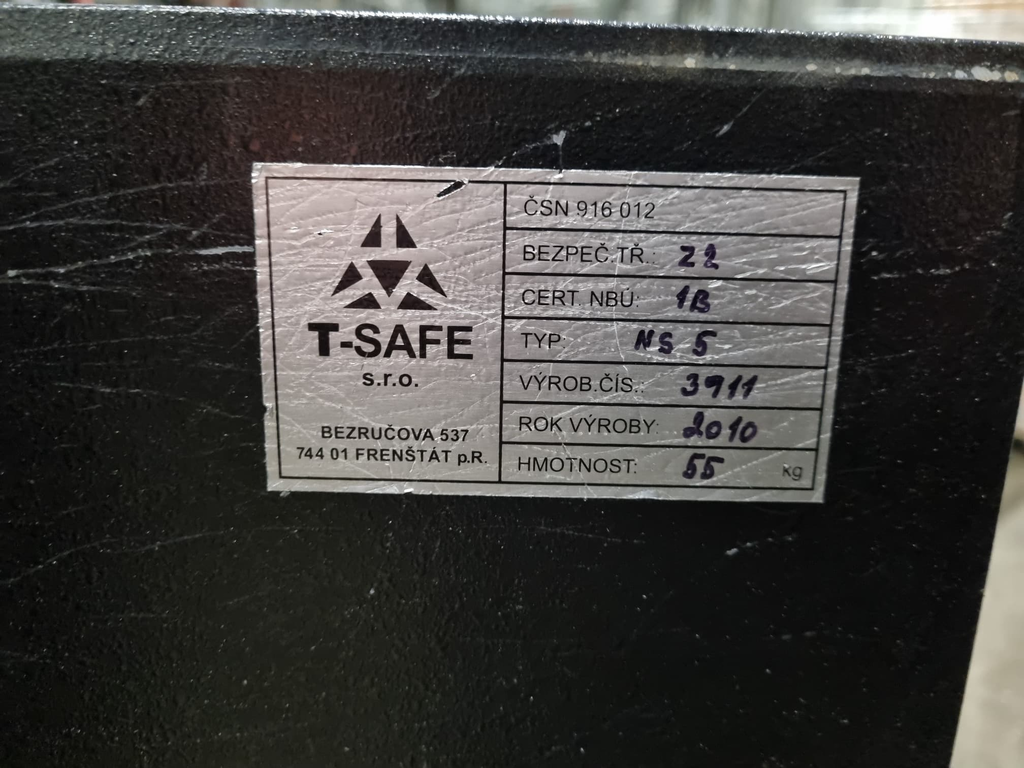 T-SAFE
s.r.o.
BEZRUČOVA 537
744 01 FRENŠTÁT p.R.
ČSN 916 012
BEZPEČ.TŘ.: Z2
CERT. NBÚ: 1B
TYP: NS 5
VÝROB.ČÍS.: 3911
ROK VÝROBY: 2010
HMOTNOST: 55 kg